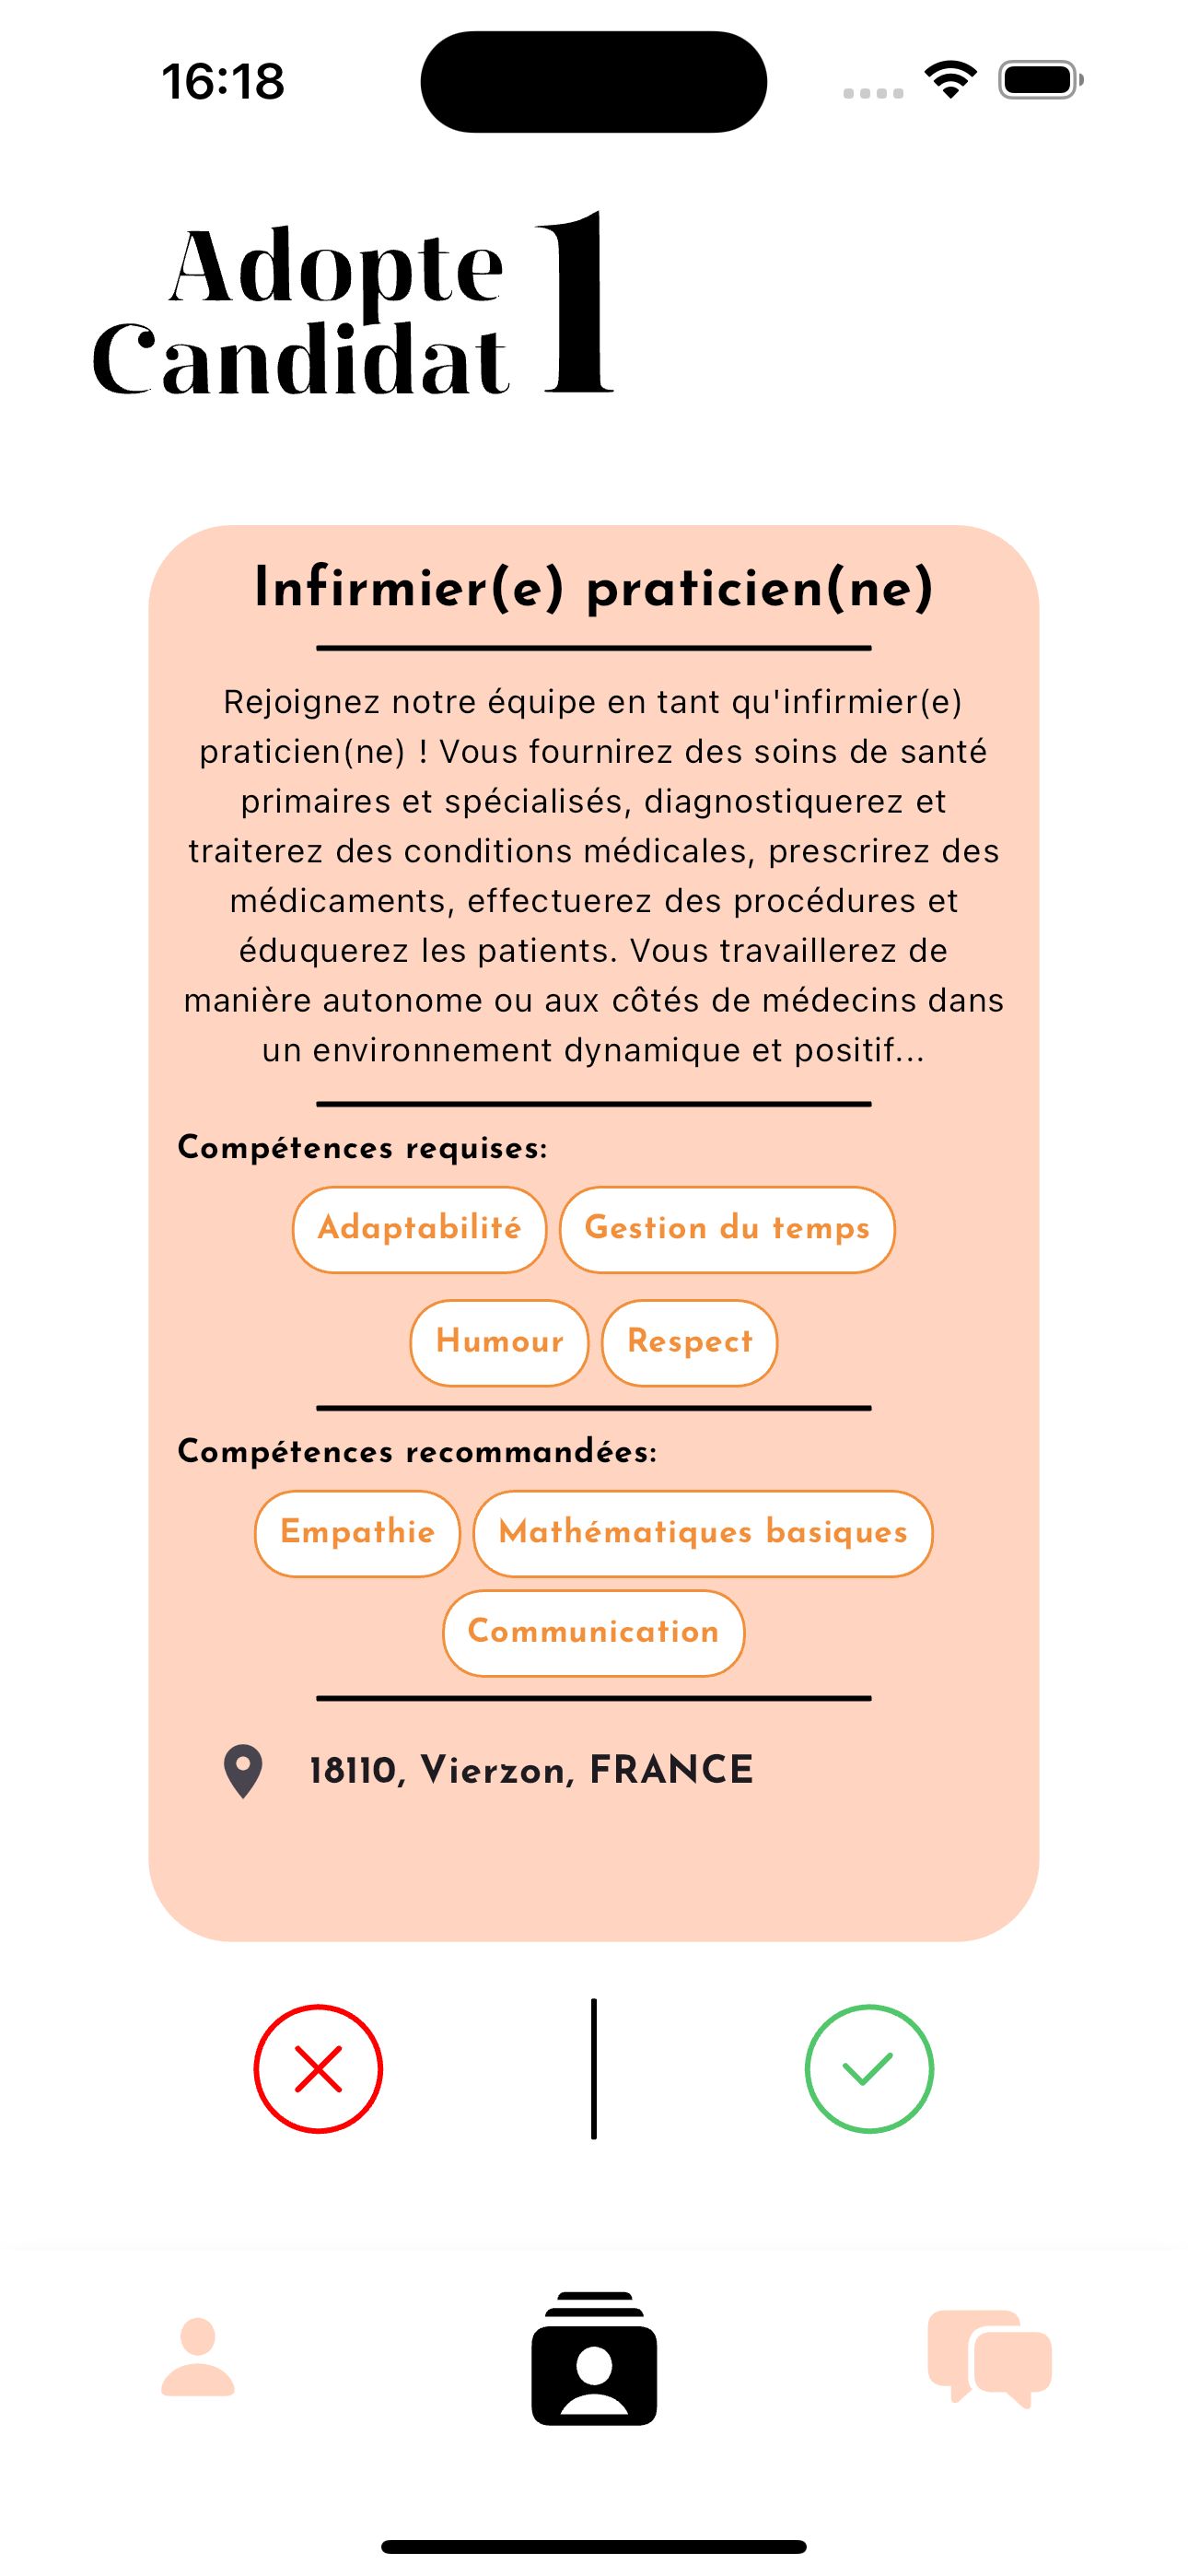 16:18
Adopte 1
Candidat
Infirmier(e) praticien(ne)
Rejoignez notre équipe en tant qu'infirmier(e)
praticien(ne) ! Vous fournirez des soins de santé
primaires et spécialisés, diagnostiquerez et
traiterez des conditions médicales, prescrirez des
médicaments, effectuerez des procédures et
éduquerez les patients. Vous travaillerez de
manière autonome ou aux côtés de médecins dans
un environnement dynamique et positif...
Compétences requises:
Adaptabilité Gestion du temps
Humour Respect
Compétences recommandées:
Empathie Mathématiques basiques
Communication
18110, Vierzon, FRANCE